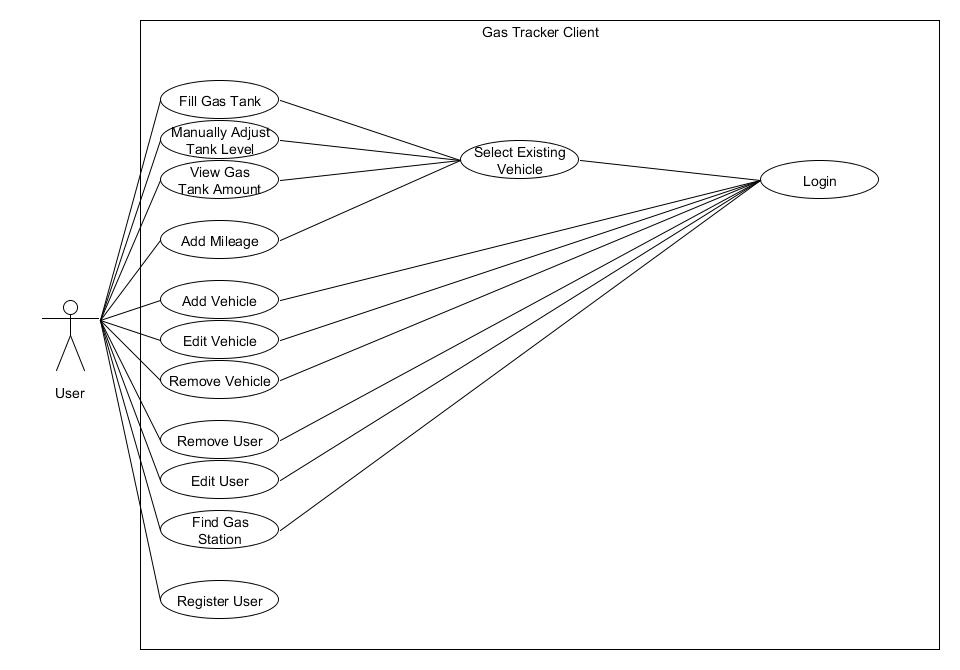 Gas Tracker Client
Fill Gas Tank
Manually Adjust
Tank Level
View Gas
Tank Amount
Select Existing
Vehicle
Login
Add Mileage
Add Vehicle
Edit Vehicle
Remove Vehicle
User
Remove User
Edit User
Find Gas
Station
Register User